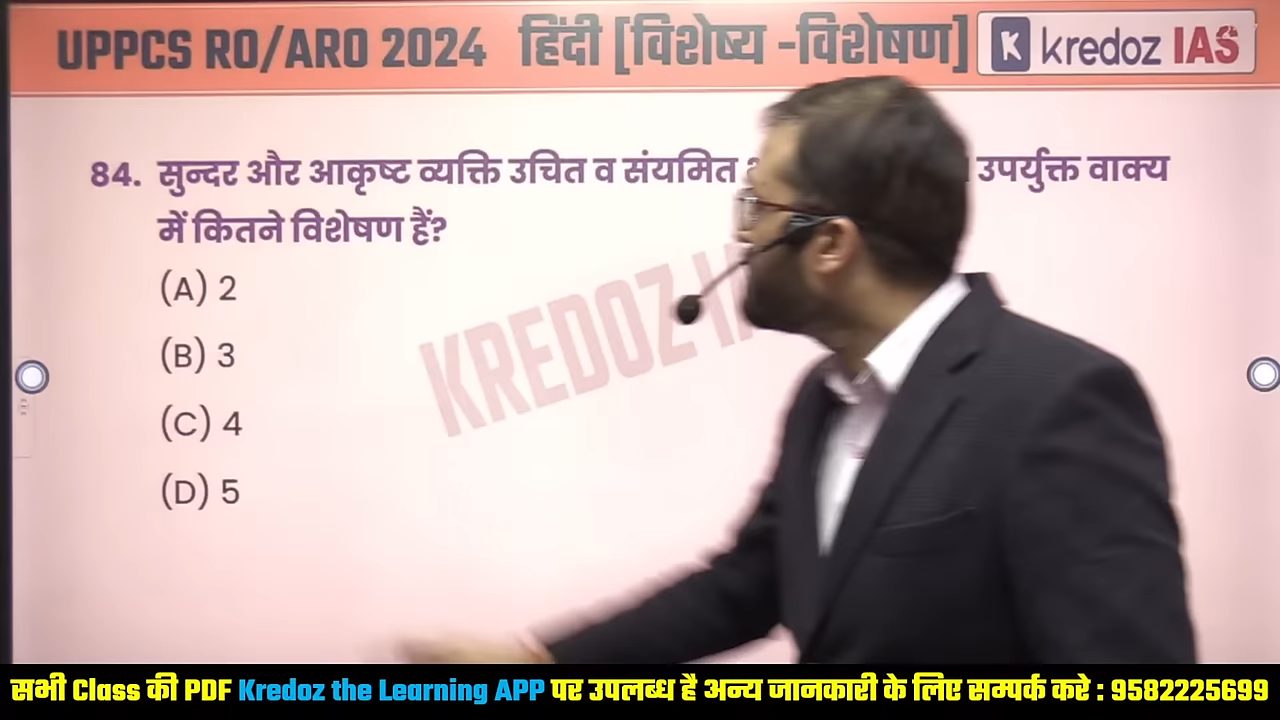 UPPCS RO/ARO 2024 हिंदी [विशेष्य -विशेषण]
K kredoz IAS
84. सुन्दर और आकृष्ट व्यक्ति उचित व संयमित उपर्युक्त वाक्य
में कितने विशेषण हैं?
(A) 2
(B) 3
(C) 4
(D) 5
KREDOZ IA
सभी Class की PDF Kredoz the Learning APP पर उपलब्ध है अन्य जानकारी के लिए सम्पर्क करे : 9582225699